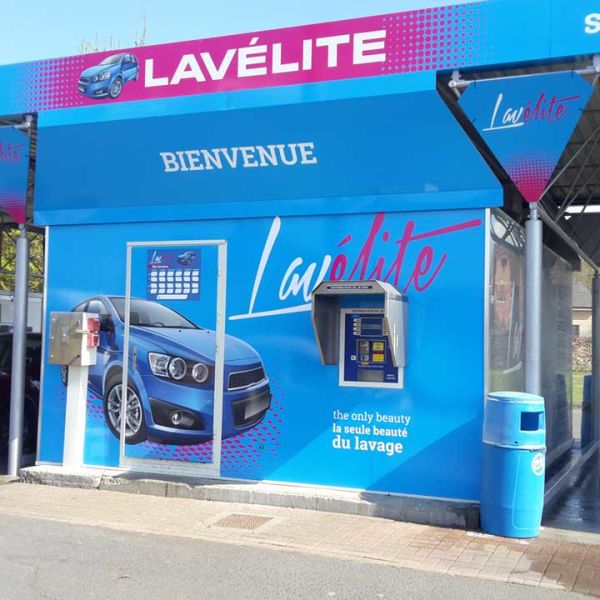 LAVÉLITE
S
Lavélite
BIENVENUE
Lavélite
the only beauty
la seule beauté
du lavage